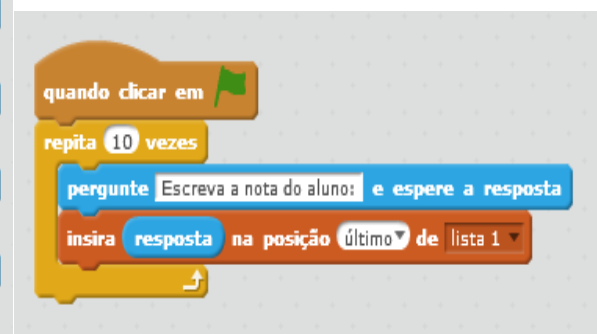 quando clicar em
repita 10 vezes
pergunte Escreva a nota do aluno: e espere a resposta
insira resposta na posição último de lista 1